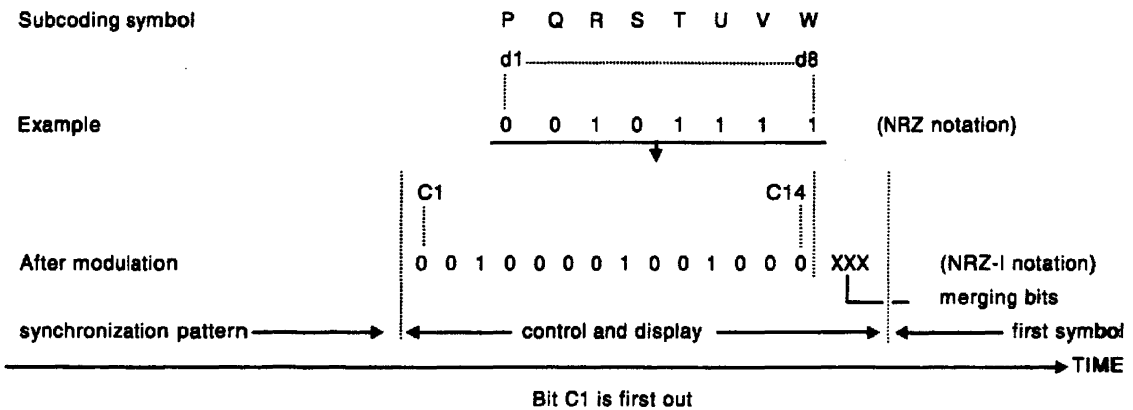 Subcoding symbol P Q R S T U V W
d1 d8
Example 0 0 1 0 1 1 1 1 (NRZ notation)
C1 C14
After modulation 0 0 1 0 0 0 0 1 0 0 1 0 0 0 XXX (NRZ-I notation)
merging bits
synchronization pattern control and display first symbol
TIME
Bit C1 is first out